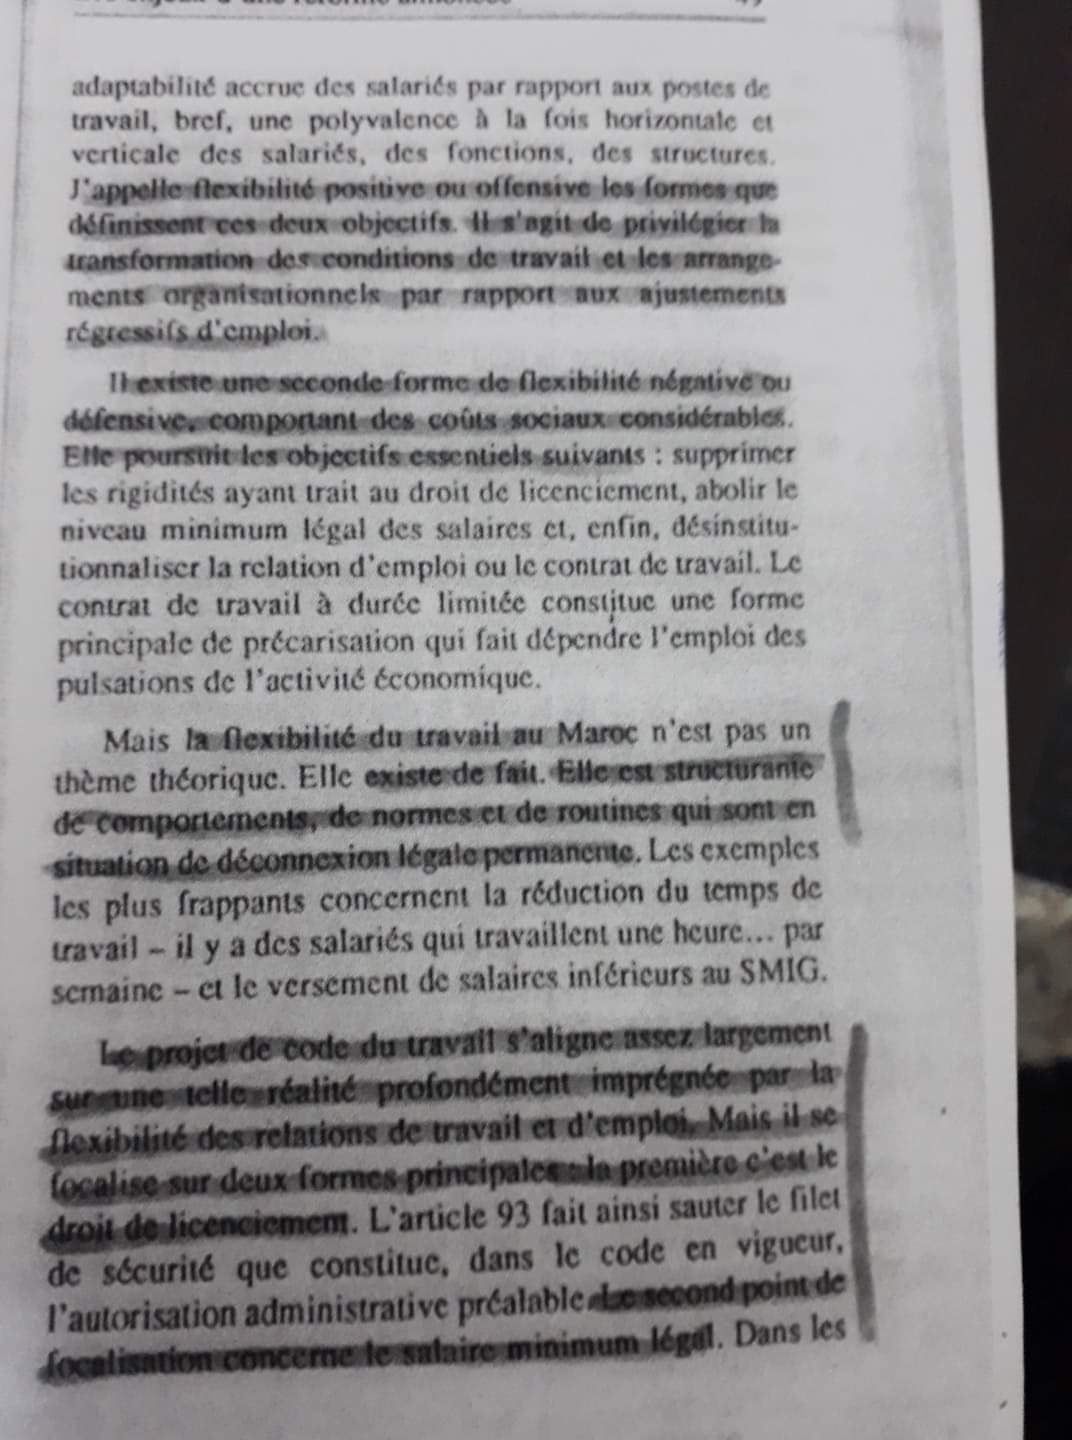 adaptabilité accrue des salariés par rapport aux postes de
travail, bref, une polyvalence à la fois horizontale et
verticale des salariés, des fonctions, des structures.
J'appelle flexibilité positive ou offensive les formes que
définissent ces deux objectifs. Il s'agit de privilégier la
transformation des conditions de travail et les arrange-
ments organisationnels par rapport aux ajustements
régressifs d'emploi.
Il existe une seconde forme de flexibilité négative ou
défensive, comportant des coûts sociaux considérables.
Elle poursuit les objectifs essentiels suivants : supprimer
les rigidités ayant trait au droit de licenciement, abolir le
niveau minimum légal des salaires et, enfin, désinstitu-
tionnaliser la relation d'emploi ou le contrat de travail. Le
contrat de travail à durée limitée constitue une forme
principale de précarisation qui fait dépendre l'emploi des
pulsations de l'activité économique.
Mais la flexibilité du travail au Maroc n'est pas un
thème théorique. Elle existe de fait. Elle est structurante
de comportements, de normes et de routines qui sont en
situation de déconnexion légale permanente. Les exemples
les plus frappants concernent la réduction du temps de
travail – il y a des salariés qui travaillent une heure... par
semaine – et le versement de salaires inférieurs au SMIG.
Le projet de code du travail s'aligne assez largement
sur une telle réalité profondément imprégnée par la
flexibilité des relations de travail et d'emploi. Mais il se
focalise sur deux formes principales : la première c'est le
droit de licenciement. L'article 93 fait ainsi sauter le filet
de sécurité que constitue, dans le code en vigueur,
l'autorisation administrative préalable. Le second point de
focalisation concerne le salaire minimum légal. Dans les